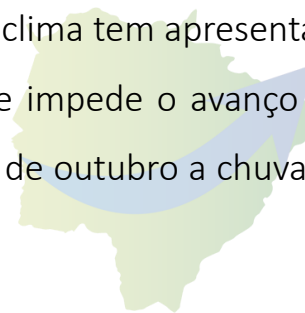 clima tem apresenta
e impede o avanço
de outubro a chuva